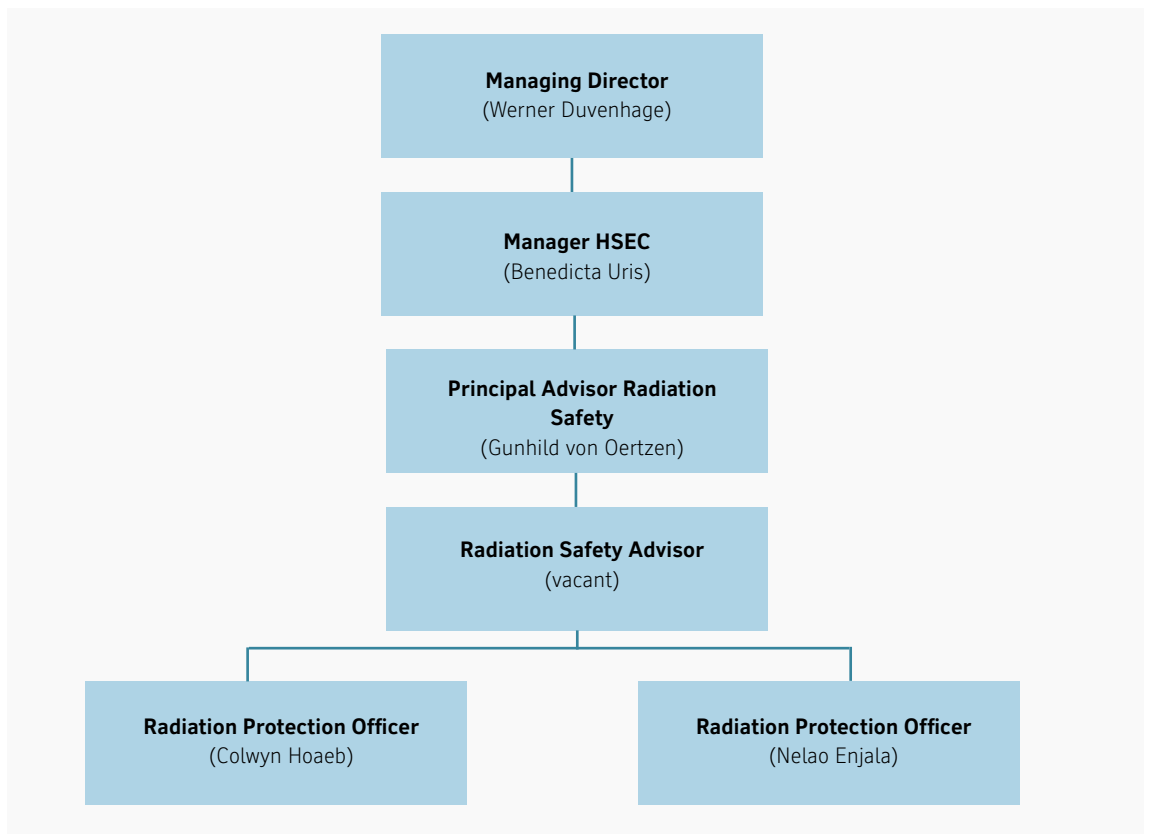 Managing Director
(Werner Duvenhage)
Manager HSEC
(Benedicta Uris)
Principal Advisor Radiation
Safety
(Gunhild von Oertzen)
Radiation Safety Advisor
(vacant)
Radiation Protection Officer
(Colwyn Hoaeb)
Radiation Protection Officer
(Nelao Enjala)